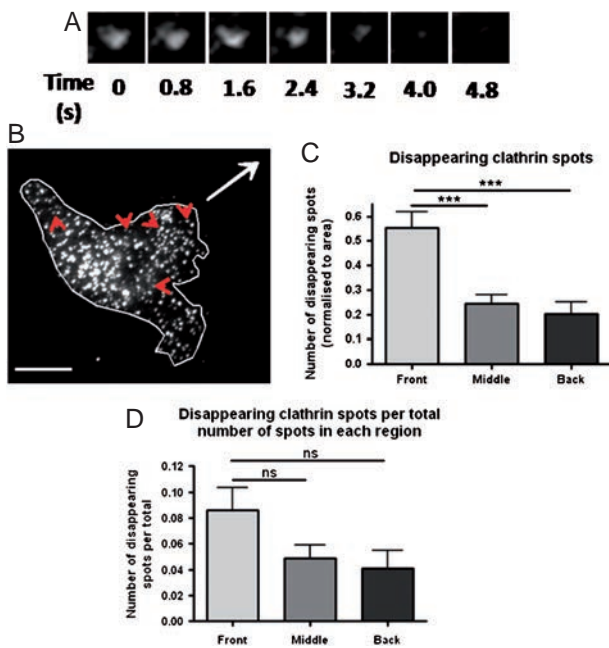 A
Time (s) 0 0.8 1.6 2.4 3.2 4.0 4.8
B
C
Disappearing clathrin spots
***
***
Number of disappearing spots
(normalised to area)
0.6
0.5
0.4
0.3
0.2
0.1
0.0
Front Middle Back
D
Disappearing clathrin spots per total
number of spots in each region
ns
ns
Number of disappearing
spots per total
0.12
0.10
0.08
0.06
0.04
0.02
0.00
Front Middle Back